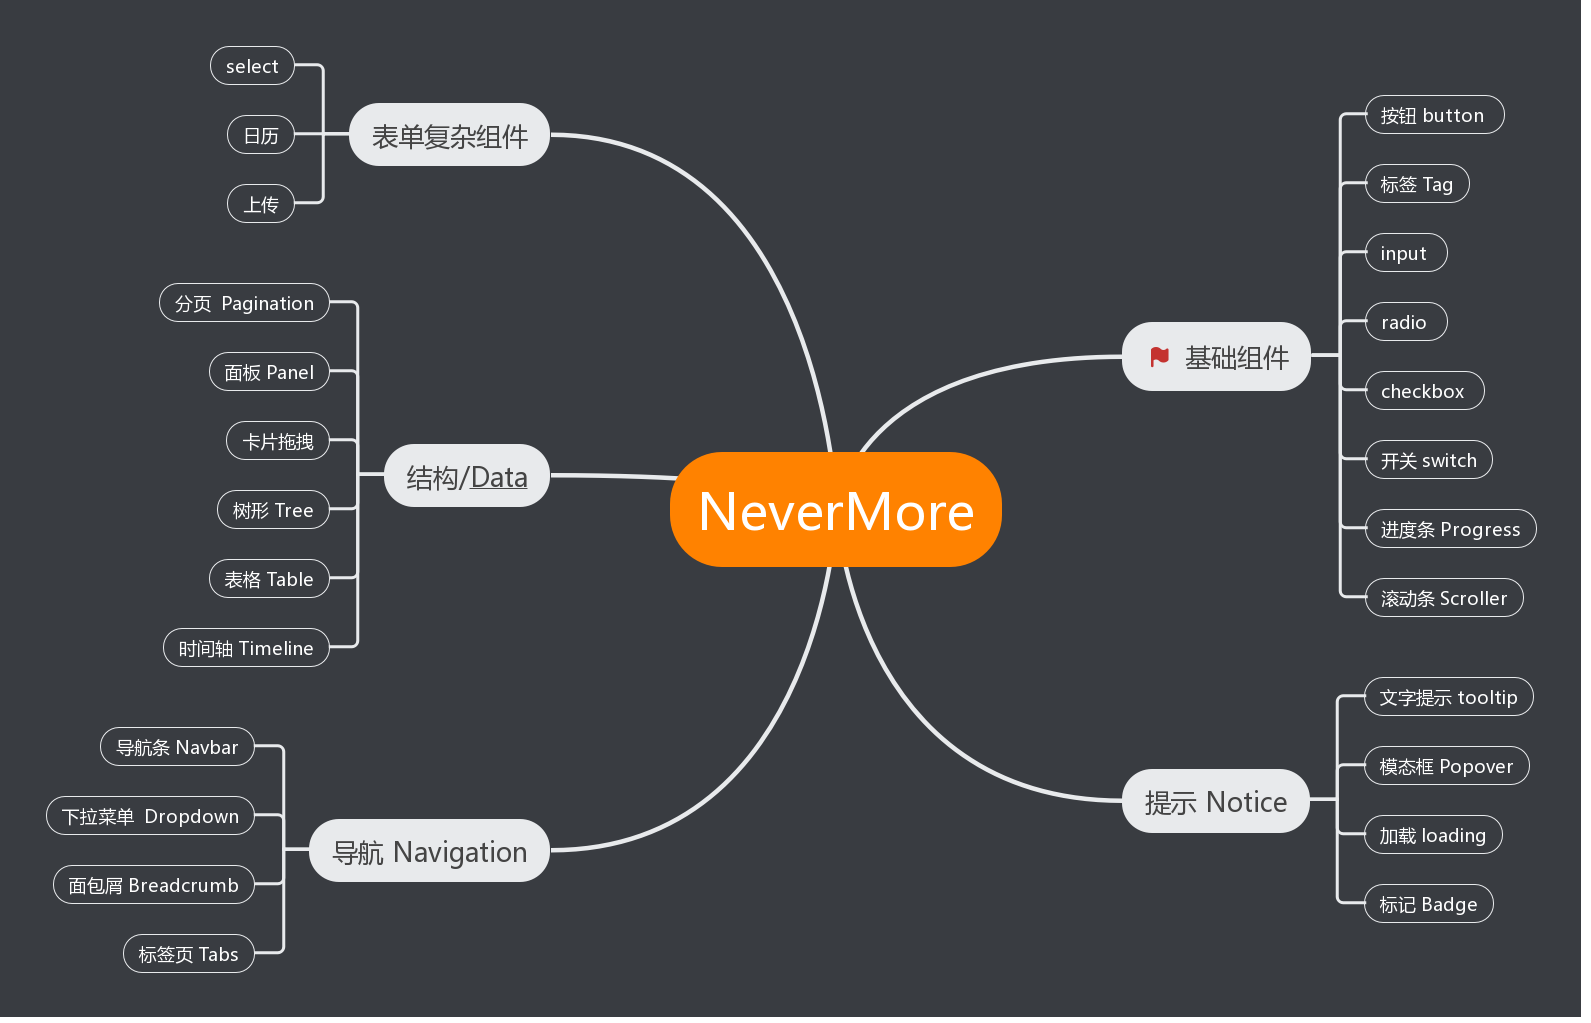 NeverMore
基础组件
按钮 button
标签 Tag
input
radio
checkbox
开关 switch
进度条 Progress
滚动条 Scroller
提示 Notice
文字提示 tooltip
模态框 Popover
加载 loading
标记 Badge
表单复杂组件
select
日历
上传
结构/Data
分页 Pagination
面板 Panel
卡片拖拽
树形 Tree
表格 Table
时间轴 Timeline
导航 Navigation
导航条 Navbar
下拉菜单 Dropdown
面包屑 Breadcrumb
标签页 Tabs